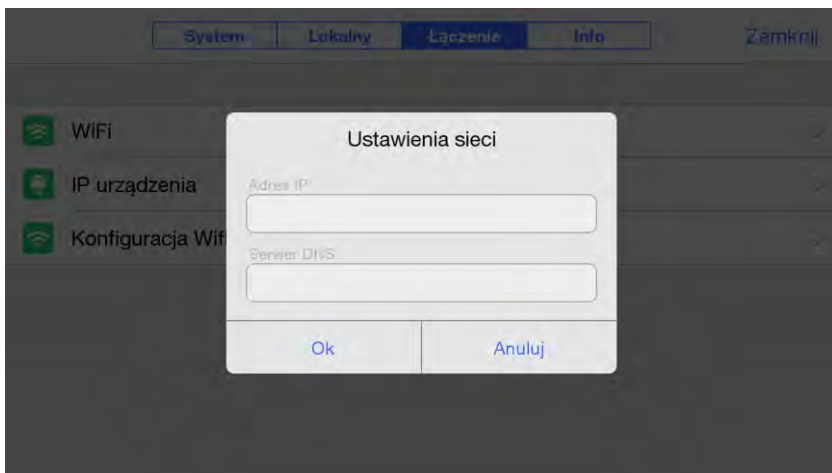 System Lokalny Łączenie Info Zamknij
WiFi
Ustawienia sieci
IP urządzenia
Adres IP
Konfiguracja Wif
Serwer DNS
Ok Anuluj